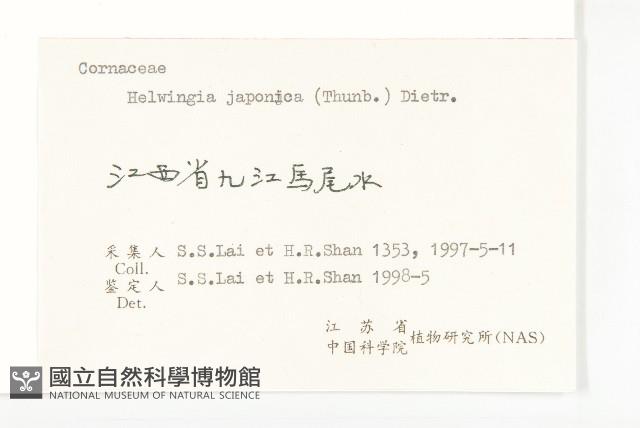 Cornaceae
Helwingia japonica (Thunb.) Dietr.
江西省九江馬尾水
采集人 S.S.Lai et H.R.Shan 1353, 1997-5-11
Coll.
鉴定人 S.S.Lai et H.R.Shan 1998-5
Det.
江苏省
中国科学院植物研究所(NAS)
國立自然科學博物館
NATIONAL MUSEUM OF NATURAL SCIENCE